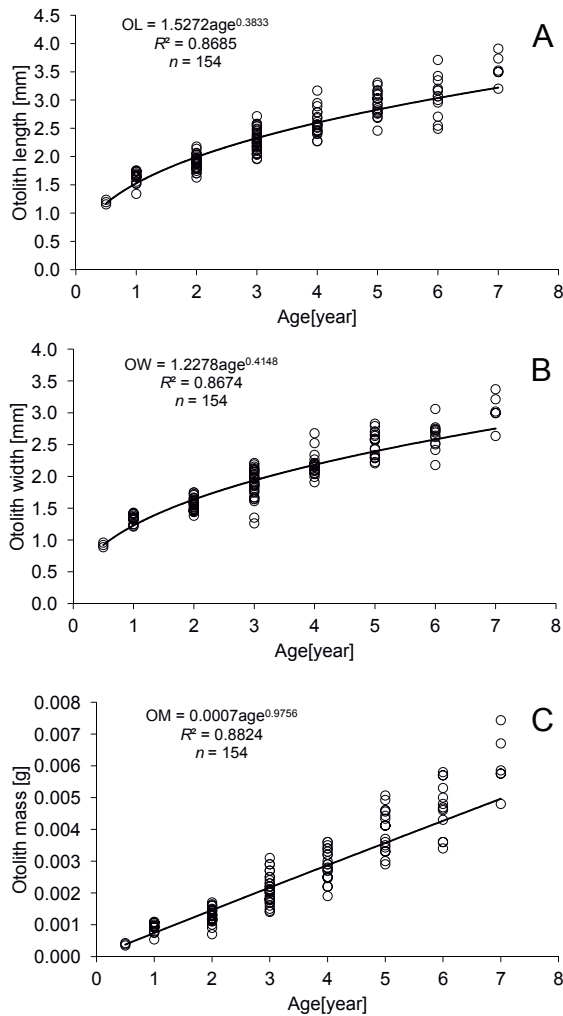 OL = 1.5272age^0.3833
R² = 0.8685
n = 154
A
Otolith length [mm]
4.5
4.0
3.5
3.0
2.5
2.0
1.5
1.0
0.5
0.0
0 1 2 3 4 5 6 7 8
Age[year]
OW = 1.2278age^0.4148
R² = 0.8674
n = 154
B
Otolith width [mm]
4.0
3.5
3.0
2.5
2.0
1.5
1.0
0.5
0.0
0 1 2 3 4 5 6 7 8
Age[year]
OM = 0.0007age^0.9756
R² = 0.8824
n = 154
C
Otolith mass [g]
0.008
0.007
0.006
0.005
0.004
0.003
0.002
0.001
0.000
0 1 2 3 4 5 6 7 8
Age[year]